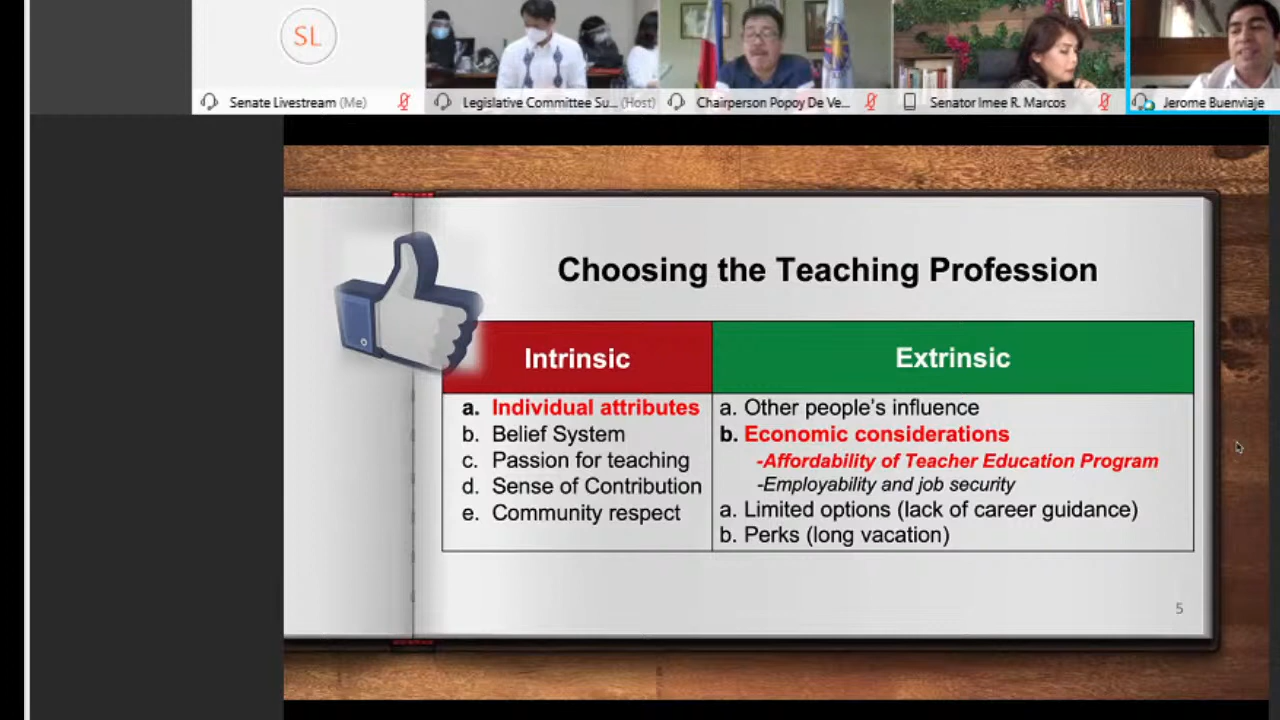 SL
Senate Livestream (Me)
Legislative Committee Su... (Host)
Chairperson Popoy De Ve...
Senator Imee R. Marcos
Jerome Buenviaje
Choosing the Teaching Profession
Intrinsic
Extrinsic
a. Individual attributes
b. Belief System
c. Passion for teaching
d. Sense of Contribution
e. Community respect
a. Other people's influence
b. Economic considerations
-Affordability of Teacher Education Program
-Employability and job security
a. Limited options (lack of career guidance)
b. Perks (long vacation)
5